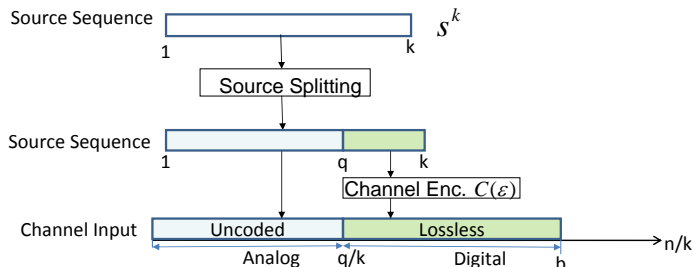 Source Sequence
S^k
1 k
Source Splitting
Source Sequence
1 q k
Channel Enc. C(ε)
Channel Input Uncoded Lossless
n/k
Analog q/k Digital b